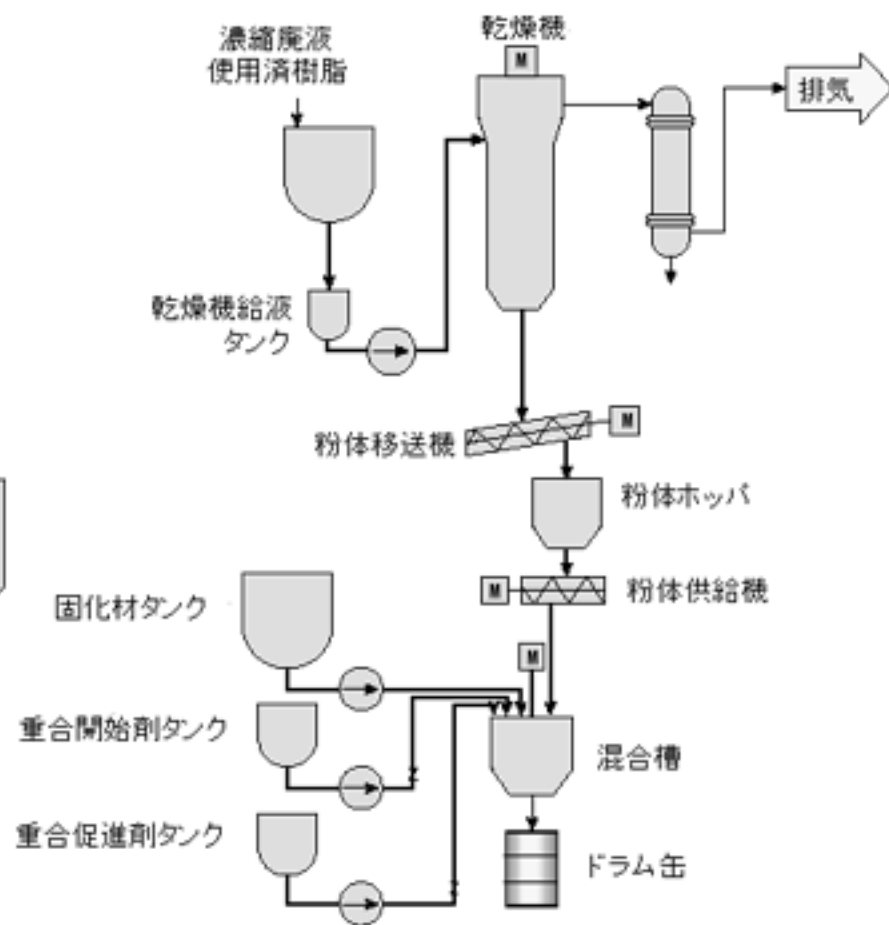 濃縮廃液
使用済樹脂
乾燥機
M
排気
乾燥機給液
タンク
粉体移送機
M
粉体ホッパ
M
粉体供給機
固化材タンク
M
重合開始剤タンク
混合槽
重合促進剤タンク
ドラム缶